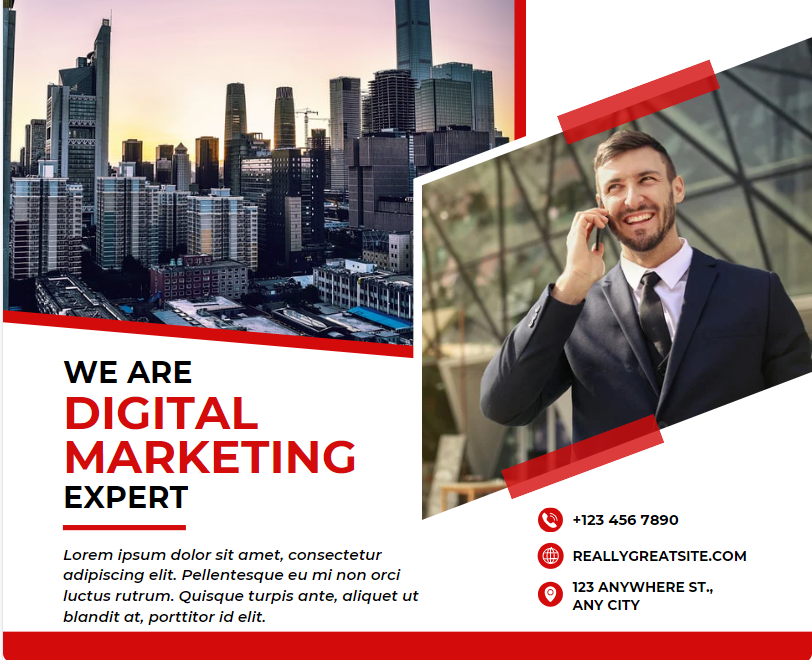 WE ARE
DIGITAL
MARKETING
EXPERT
Lorem ipsum dolor sit amet, consectetur
adipiscing elit. Pellentesque eu mi non orci
luctus rutrum. Quisque turpis ante, aliquet ut
blandit at, porttitor id elit.
+123 456 7890
REALLYGREATSITE.COM
123 ANYWHERE ST.,
ANY CITY